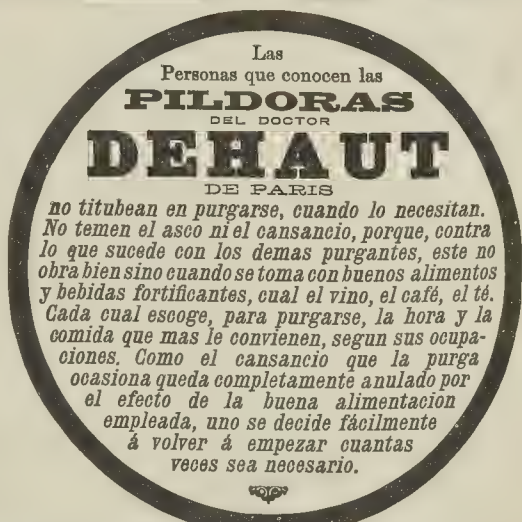 Las
Personas que conocen las
PILDORAS
DEL DOCTOR
DEHAUT
DE PARIS
no titubean en purgarse, cuando lo necesitan.
No temen el asco ni el cansancio, porque, contra
lo que sucede con los demas purgantes, este no
obra bien sino cuando se toma con buenos alimentos
y bebidas fortificantes, cual el vino, el café, el té.
Cada cual escoge, para purgarse, la hora y la
comida que mas le convienen, segun sus ocupa-
ciones. Como el cansancio que la purga
ocasiona queda completamente anulado por
el efecto de la buena alimentacion
empleada, uno se decide fácilmente
á volver á empezar cuantas
veces sea necesario.